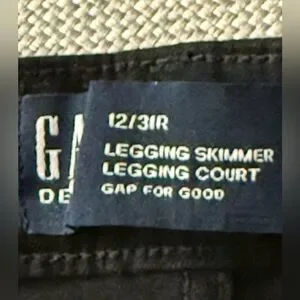 GA
DE
12/31R
LEGGING SKIMMER
LEGGING COURT
GAP FOR GOOD